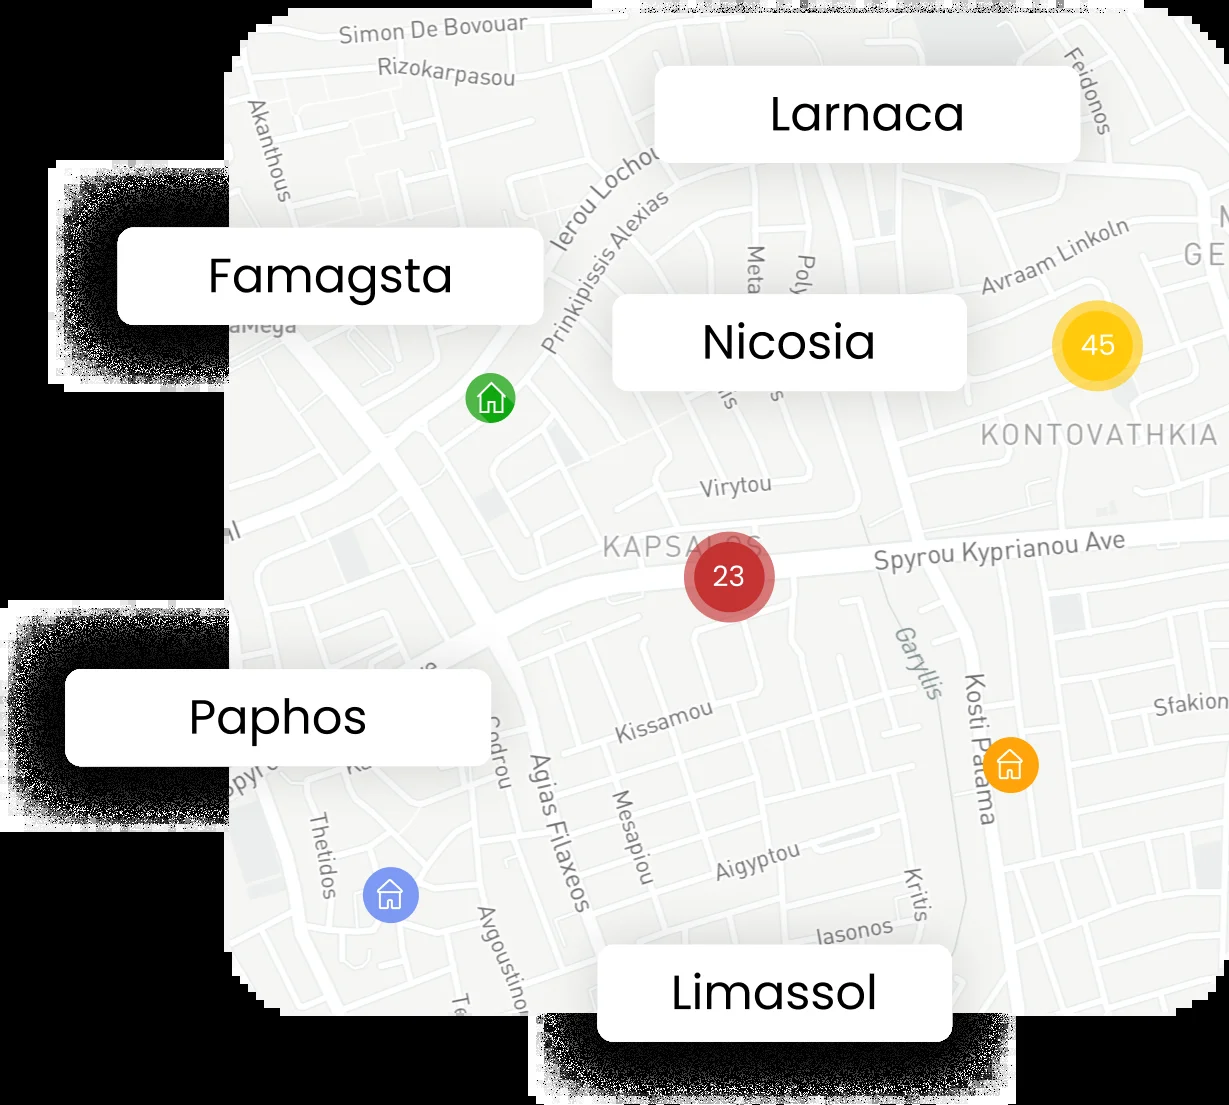 Simon De Bovouar
Rizokarpasou
Feidonos
Larnaca
Akanthous
Ierou Lochou
Prinkipissis Alexias
Avraam Linkoln
GE
Famagsta
Meta
Poly
Nicosia
45
KONTOVATHKIA
Virytou
KAPSALOS
23
Spyrou Kyprianou Ave
Garyllis
Paphos
Kissamou
Kosti Palama
Sfakion
Agias Filaxeos
Mesapiou
Thetidos
Aigyptou
Kritis
Avgoustinou
Iasonos
Limassol